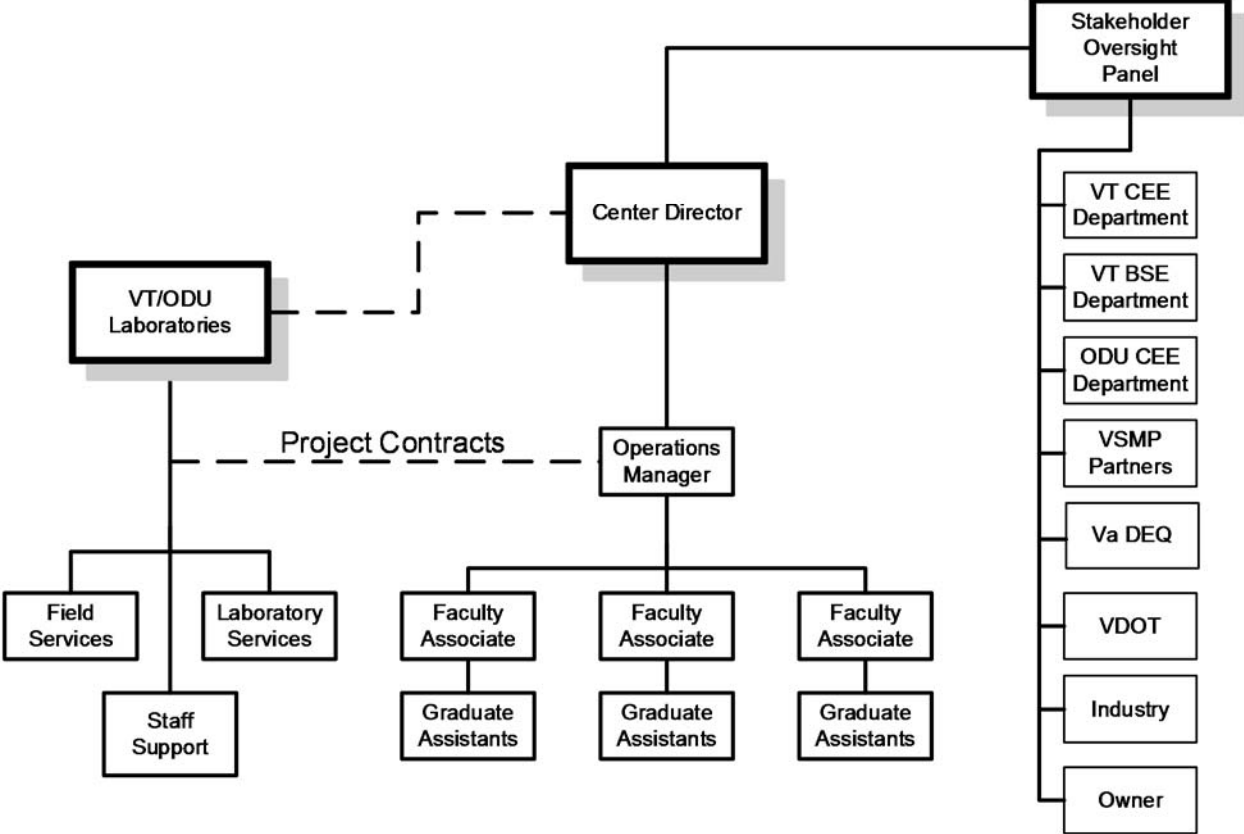 Stakeholder
Oversight
Panel
Center Director
VT/ODU
Laboratories
VT CEE
Department
VT BSE
Department
ODU CEE
Department
VSMP
Partners
Va DEQ
VDOT
Industry
Owner
Project Contracts
Operations
Manager
Field
Services
Laboratory
Services
Staff
Support
Faculty
Associate
Faculty
Associate
Faculty
Associate
Graduate
Assistants
Graduate
Assistants
Graduate
Assistants